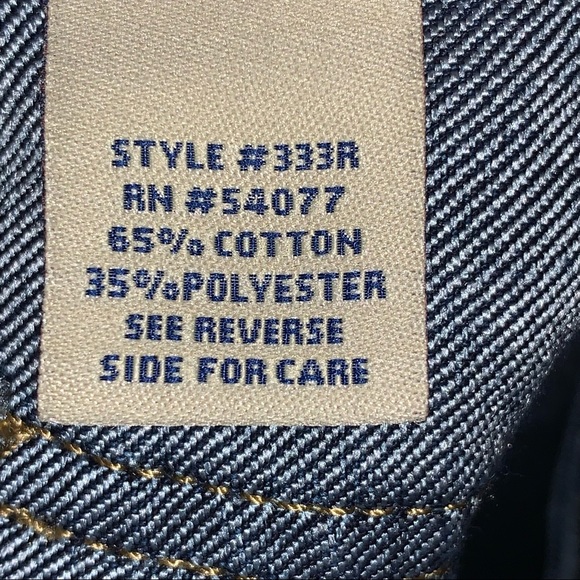 STYLE #333R
RN #54077
65% COTTON
35% POLYESTER
SEE REVERSE
SIDE FOR CARE